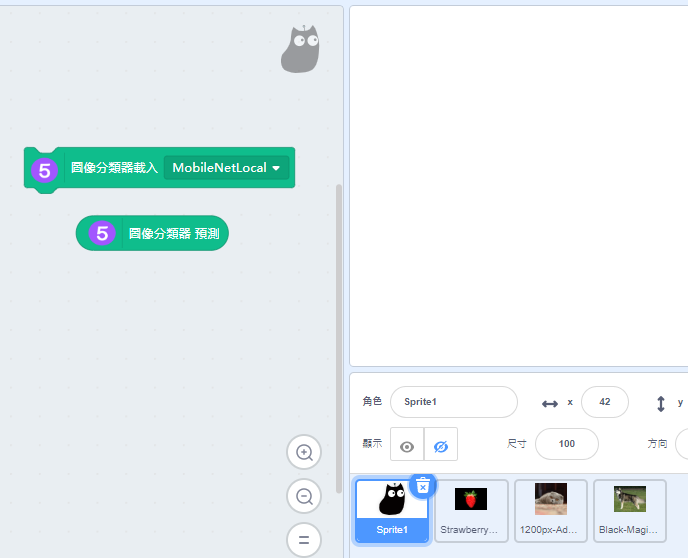 5 圖像分類器載入 MobileNetLocal
5 圖像分類器 預測
角色 Sprite1 x 42 y
顯示 尺寸 100 方向
Sprite1 Strawberry... 1200px-Ad... Black-Magi...